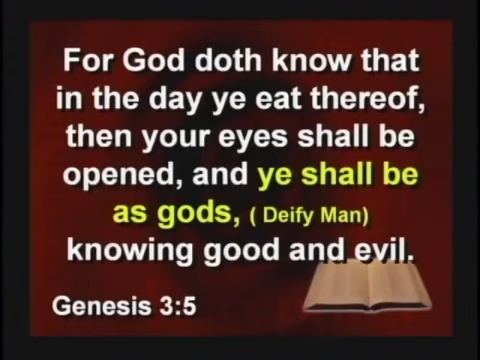 For God doth know that
in the day ye eat thereof,
then your eyes shall be
opened, and ye shall be
as gods, ( Deify Man)
knowing good and evil.
Genesis 3:5